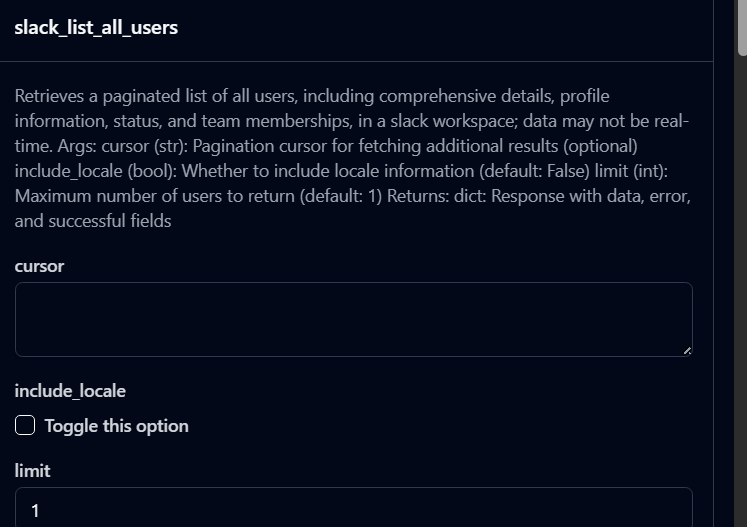 slack_list_all_users
Retrieves a paginated list of all users, including comprehensive details, profile
information, status, and team memberships, in a slack workspace; data may not be real-
time. Args: cursor (str): Pagination cursor for fetching additional results (optional)
include_locale (bool): Whether to include locale information (default: False) limit (int):
Maximum number of users to return (default: 1) Returns: dict: Response with data, error,
and successful fields
cursor
include_locale
Toggle this option
limit
1